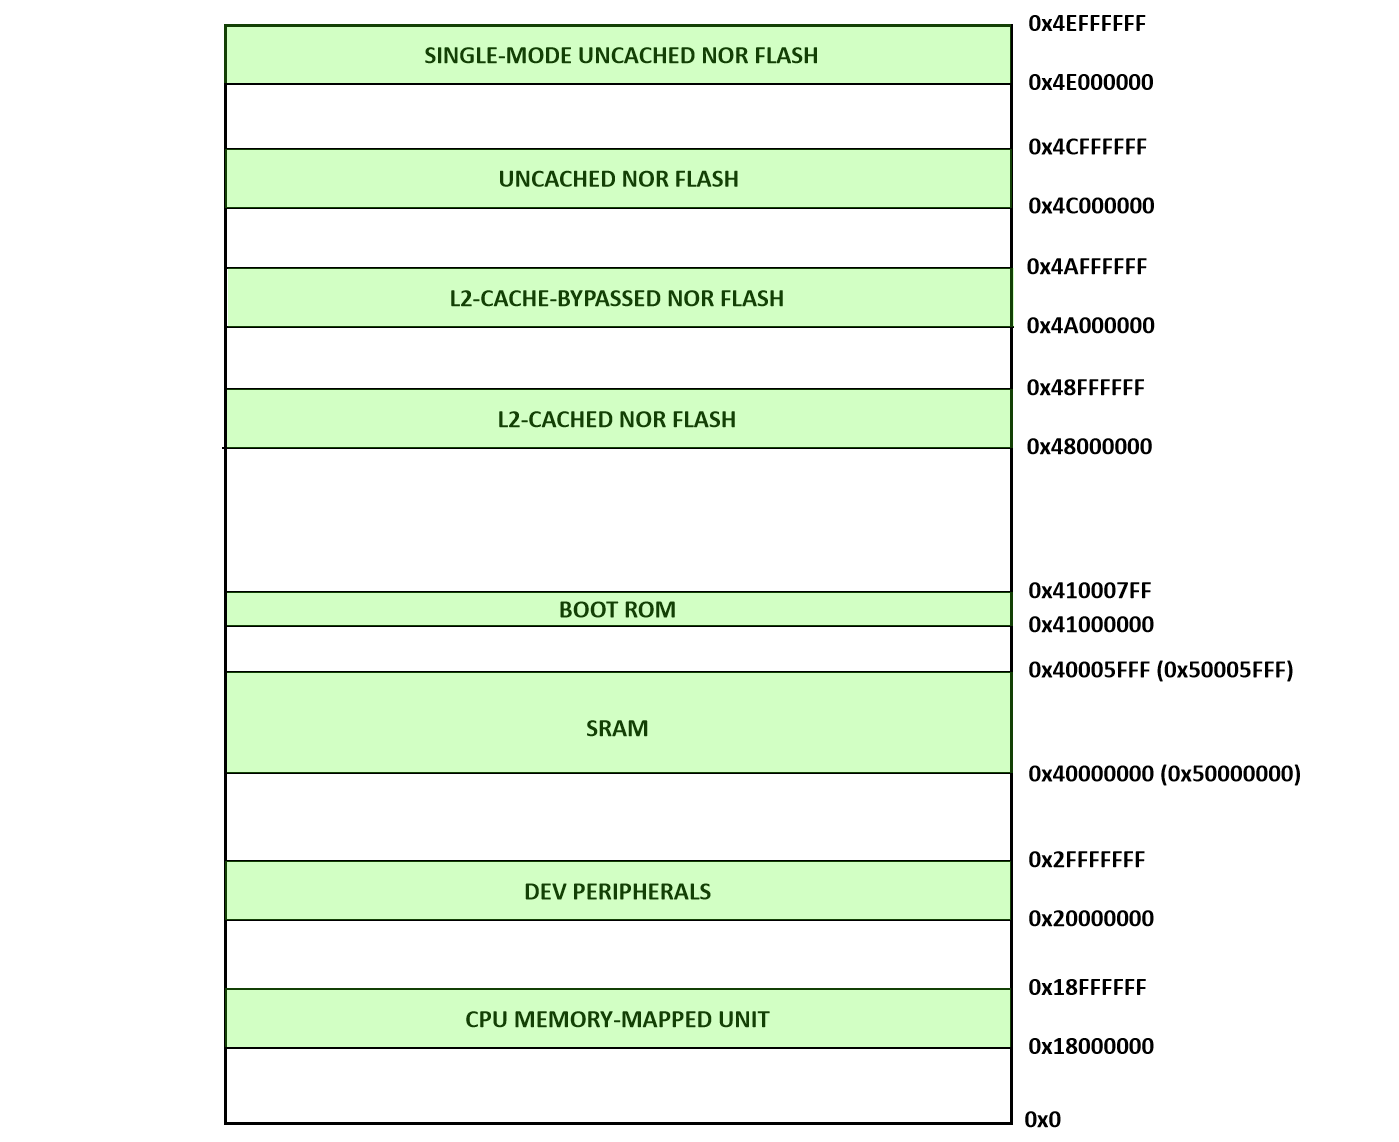 0x4EFFFFFF
SINGLE-MODE UNCACHED NOR FLASH
0x4E000000
0x4CFFFFFF
UNCACHED NOR FLASH
0x4C000000
0x4AFFFFFF
L2-CACHE-BYPASSED NOR FLASH
0x4A000000
0x48FFFFFF
L2-CACHED NOR FLASH
0x48000000
0x410007FF
BOOT ROM
0x41000000
0x40005FFF (0x50005FFF)
SRAM
0x40000000 (0x50000000)
0x2FFFFFFF
DEV PERIPHERALS
0x20000000
0x18FFFFFF
CPU MEMORY-MAPPED UNIT
0x18000000
0x0